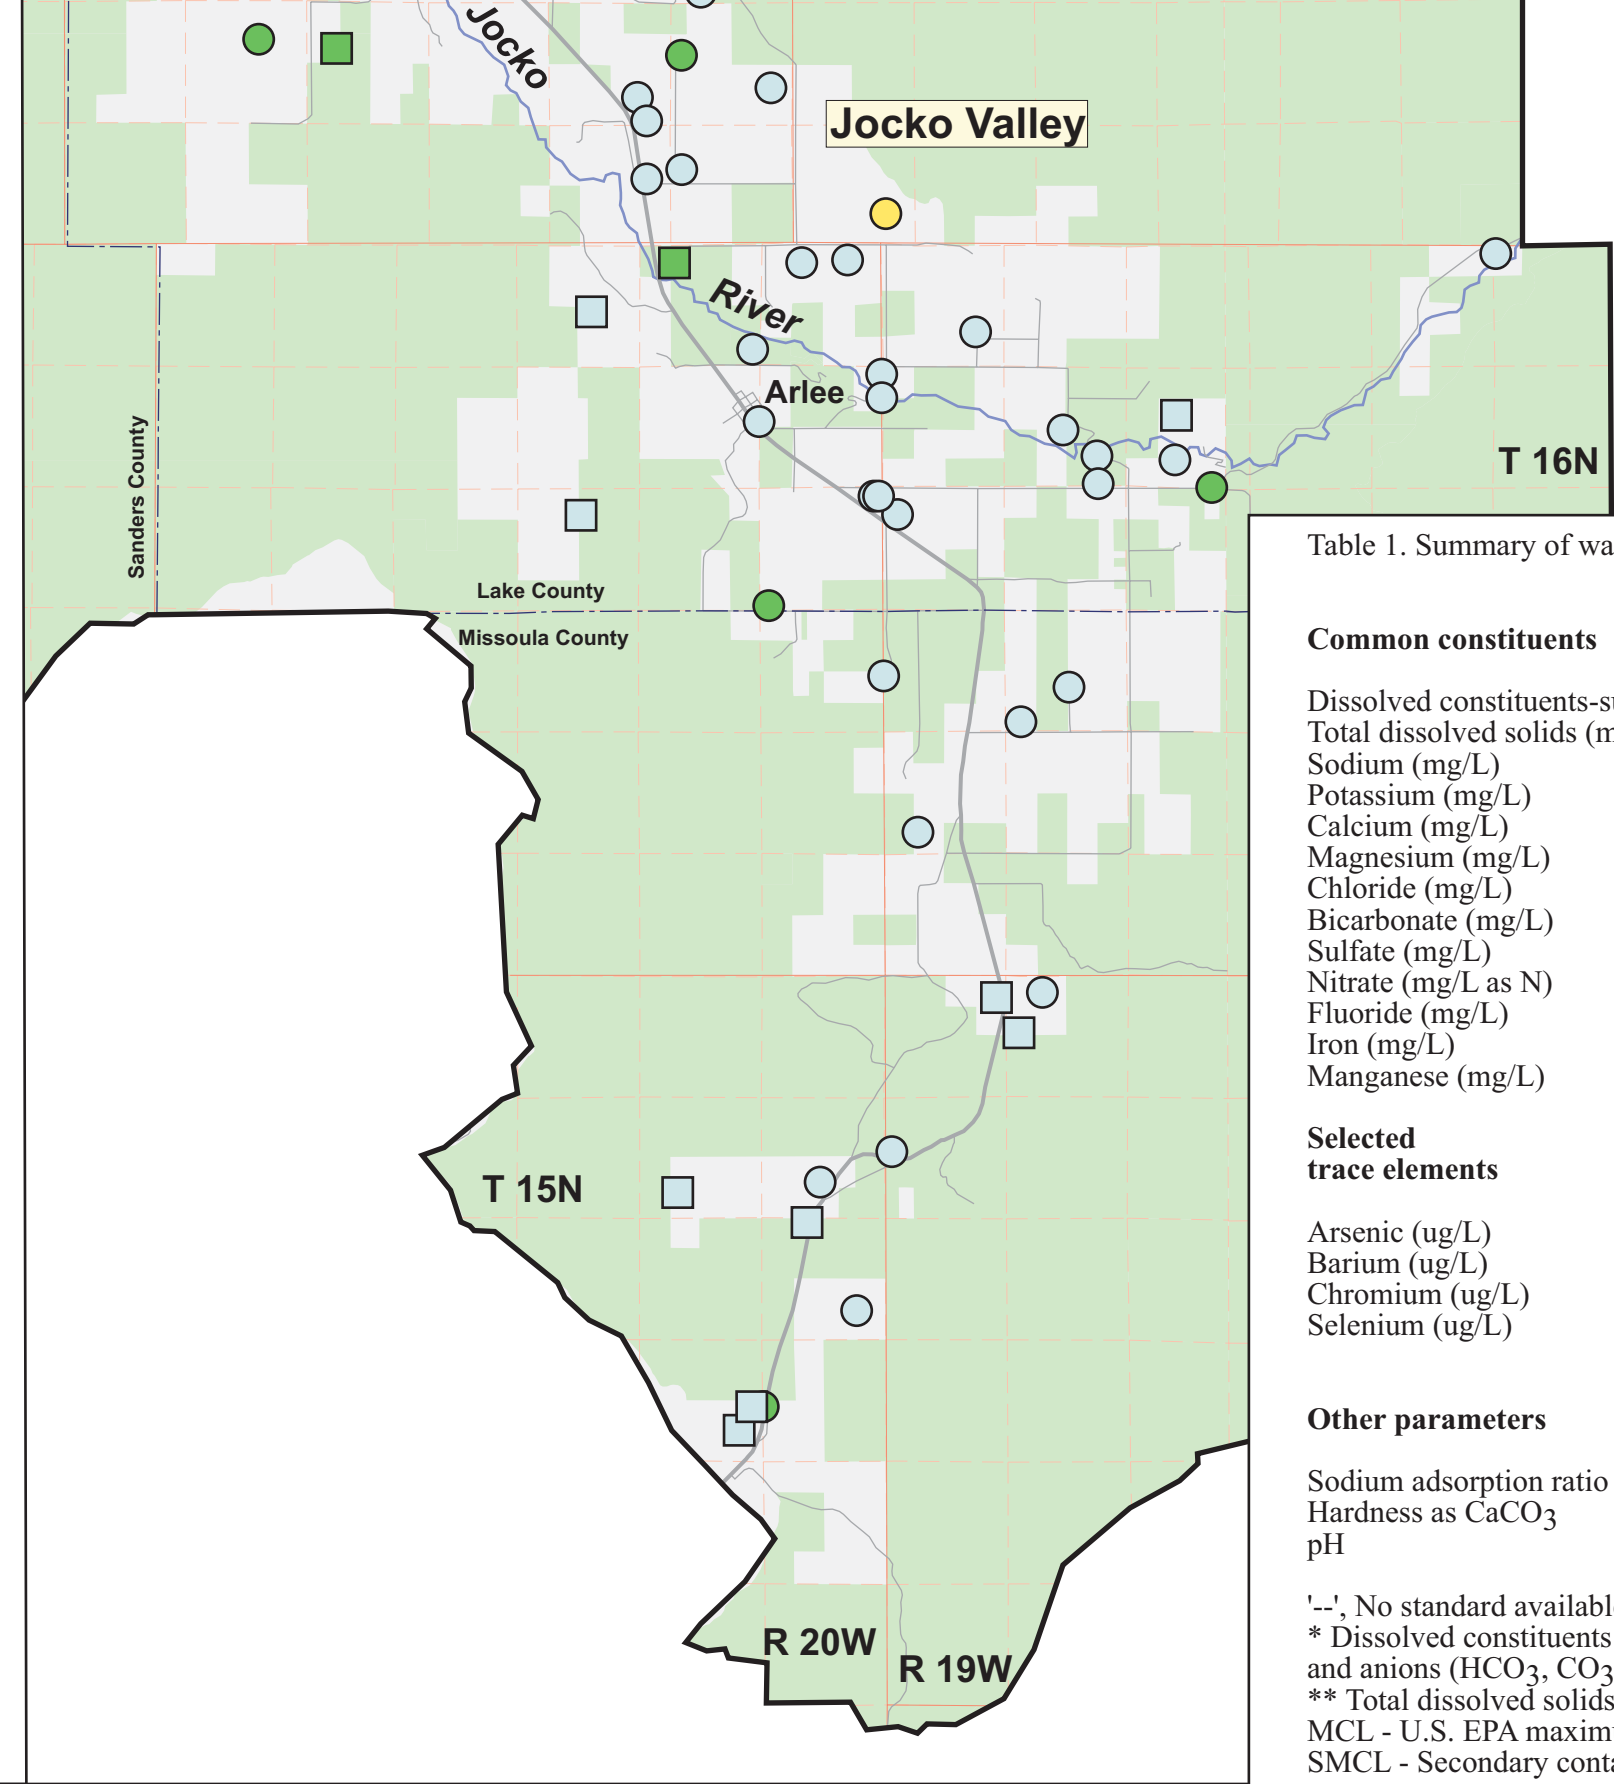 Jocko
Jocko Valley
River
Arlee
Sanders County
T 16N
Lake County
Missoula County
T 15N
R 20W
R 19W
Table 1. Summary of wa
Common constituents
Dissolved constituents-su
Total dissolved solids (m
Sodium (mg/L)
Potassium (mg/L)
Calcium (mg/L)
Magnesium (mg/L)
Chloride (mg/L)
Bicarbonate (mg/L)
Sulfate (mg/L)
Nitrate (mg/L as N)
Fluoride (mg/L)
Iron (mg/L)
Manganese (mg/L)
Selected
trace elements
Arsenic (ug/L)
Barium (ug/L)
Chromium (ug/L)
Selenium (ug/L)
Other parameters
Sodium adsorption ratio
Hardness as CaCO3
pH
'--', No standard available
* Dissolved constituents
and anions (HCO3, CO3
** Total dissolved solids
MCL - U.S. EPA maxim
SMCL - Secondary conta